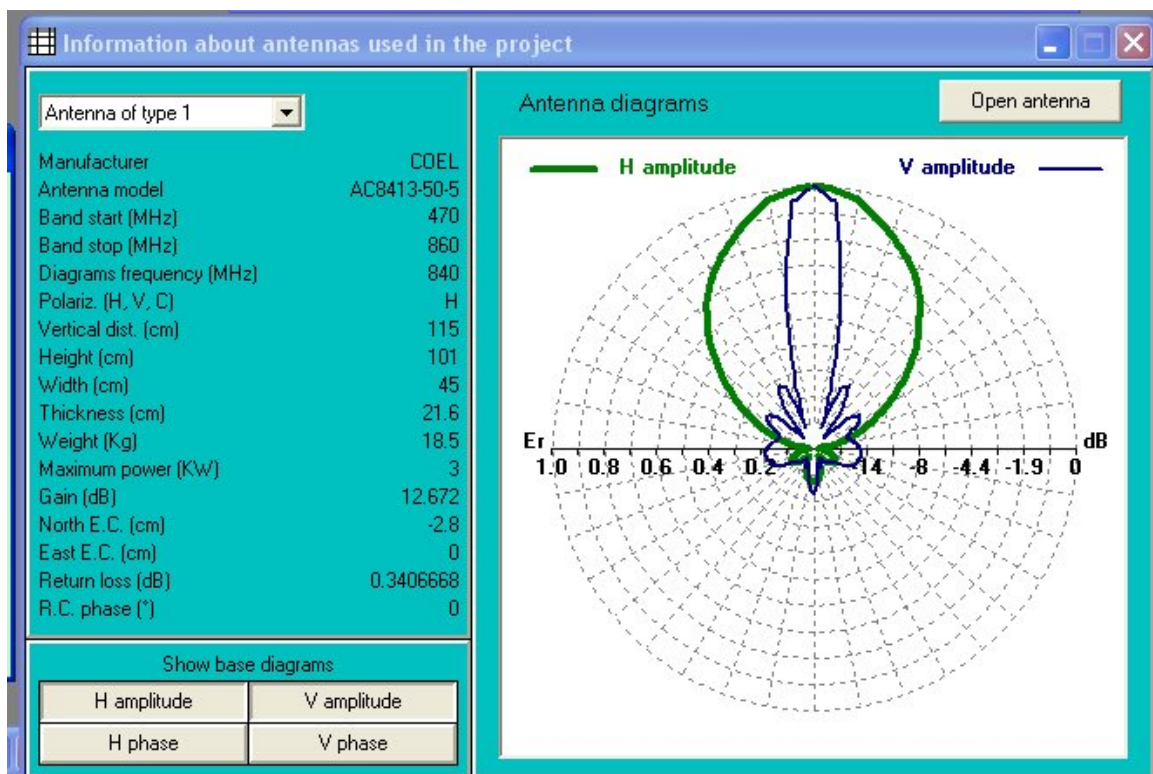 Information about antennas used in the project
Antenna of type 1
Manufacturer COEL
Antenna model AC8413-50-5
Band start (MHz) 470
Band stop (MHz) 860
Diagrams frequency (MHz) 840
Polariz. (H, V, C) H
Vertical dist. (cm) 115
Height (cm) 101
Width (cm) 45
Thickness (cm) 21.6
Weight (Kg) 18.5
Maximum power (KW) 3
Gain (dB) 12.672
North E.C. (cm) -2.8
East E.C. (cm) 0
Return loss (dB) 0.3406668
R.C. phase (°) 0
Show base diagrams
H amplitude V amplitude
H phase V phase
Antenna diagrams Open antenna
H amplitude V amplitude
Er dB
1.0 0.8 0.6 0.4 0.2 -14 -8 -4.4 -1.9 0